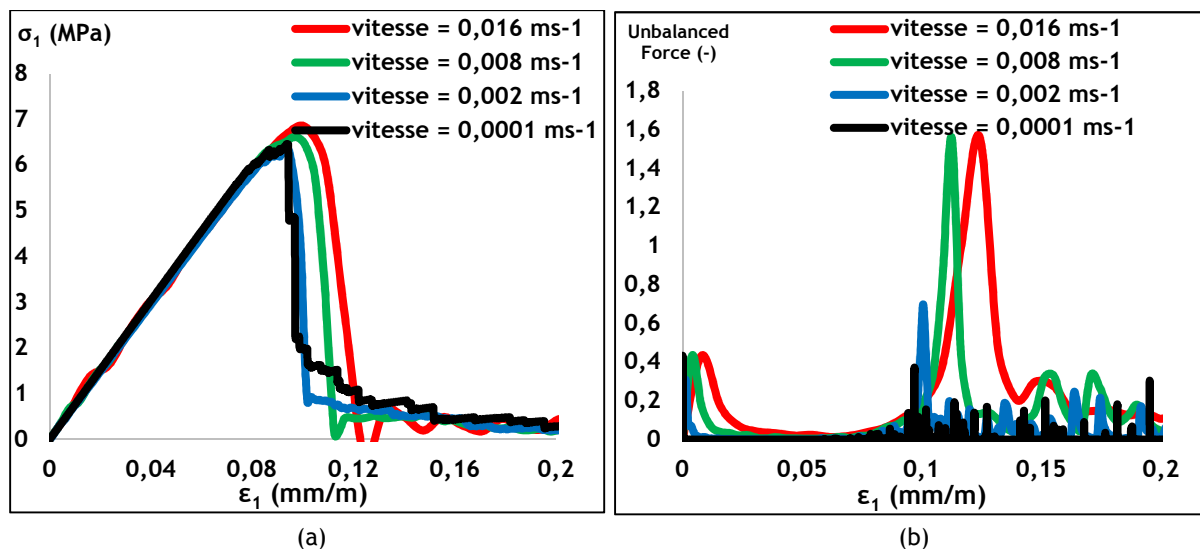 σ₁ (MPa)
vitesse = 0,016 ms-1
vitesse = 0,008 ms-1
vitesse = 0,002 ms-1
vitesse = 0,0001 ms-1
8
7
6
5
4
3
2
1
0
0
0,04
0,08
0,12
0,16
0,2
ε₁ (mm/m)
(a)
Unbalanced
Force (-)
vitesse = 0,016 ms-1
vitesse = 0,008 ms-1
vitesse = 0,002 ms-1
vitesse = 0,0001 ms-1
1,8
1,6
1,4
1,2
1
0,8
0,6
0,4
0,2
0
0
0,05
0,1
0,15
0,2
ε₁ (mm/m)
(b)